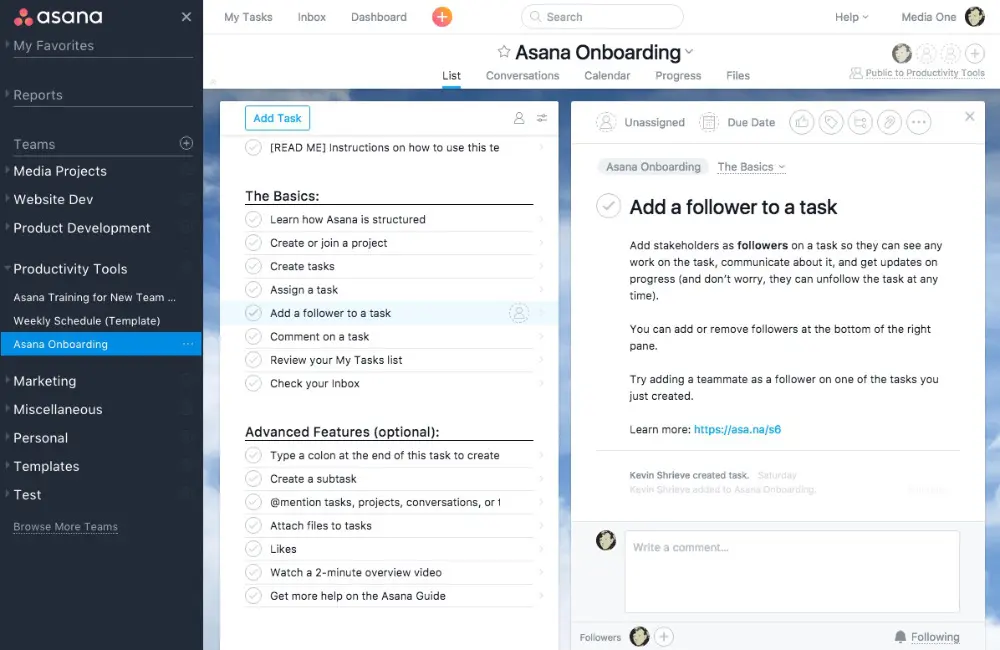 asana
My Favorites
Reports
Teams
Media Projects
Website Dev
Product Development
Productivity Tools
Asana Training for New Team ...
Weekly Schedule (Template)
Asana Onboarding
Marketing
Miscellaneous
Personal
Templates
Test
Browse More Teams
My Tasks Inbox Dashboard Search Help Media One
Asana Onboarding
List Conversations Calendar Progress Files
Public to Productivity Tools
Add Task
[READ ME] Instructions on how to use this te
The Basics:
Learn how Asana is structured
Create or join a project
Create tasks
Assign a task
Add a follower to a task
Comment on a task
Review your My Tasks list
Check your Inbox
Advanced Features (optional):
Type a colon at the end of this task to create
Create a subtask
@mention tasks, projects, conversations, or t
Attach files to tasks
Likes
Watch a 2-minute overview video
Get more help on the Asana Guide
Unassigned Due Date
Asana Onboarding The Basics
Add a follower to a task
Add stakeholders as followers on a task so they can see any
work on the task, communicate about it, and get updates on
progress (and don't worry, they can unfollow the task at any
time).
You can add or remove followers at the bottom of the right
pane.
Try adding a teammate as a follower on one of the tasks you
just created.
Learn more: https://asa.na/s6
Kevin Shrieve created task. Saturday
Kevin Shrieve added to Asana Onboarding.
Write a comment...
Followers Following